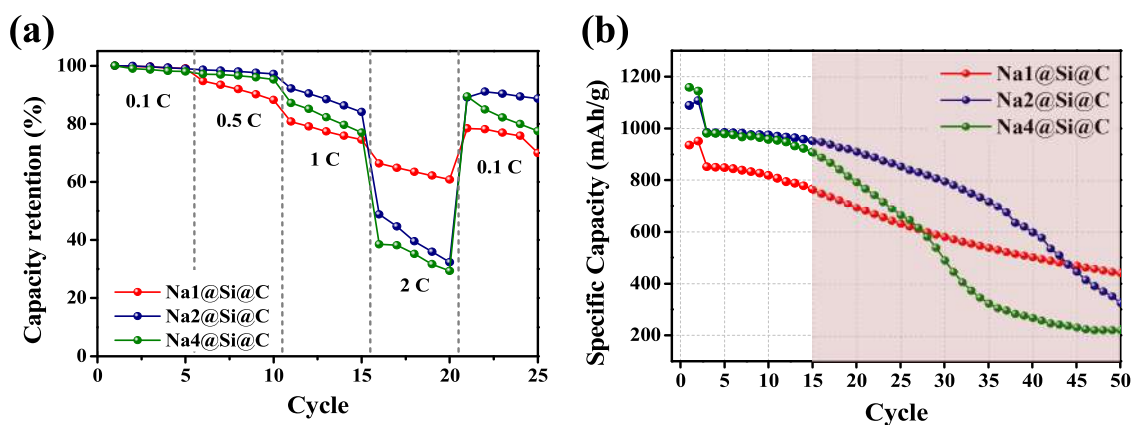 (a)
Capacity retention (%)
100
80
60
40
20
0
0.1 C
0.5 C
1 C
2 C
0.1 C
Na1@Si@C
Na2@Si@C
Na4@Si@C
0 5 10 15 20 25
Cycle
(b)
Specific Capacity (mAh/g)
1200
1000
800
600
400
200
Na1@Si@C
Na2@Si@C
Na4@Si@C
0 5 10 15 20 25 30 35 40 45 50
Cycle